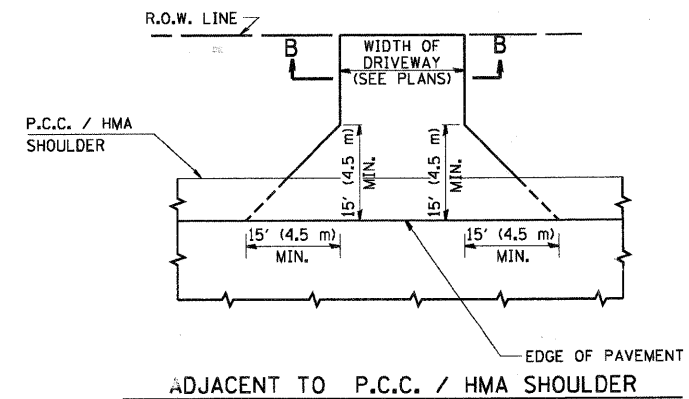 R.O.W. LINE
B
B
WIDTH OF
DRIVEWAY
(SEE PLANS)
P.C.C. / HMA
SHOULDER
15' (4.5 m)
MIN.
15' (4.5 m)
MIN.
15' (4.5 m)
MIN.
15' (4.5 m)
MIN.
EDGE OF PAVEMENT
ADJACENT TO P.C.C. / HMA SHOULDER